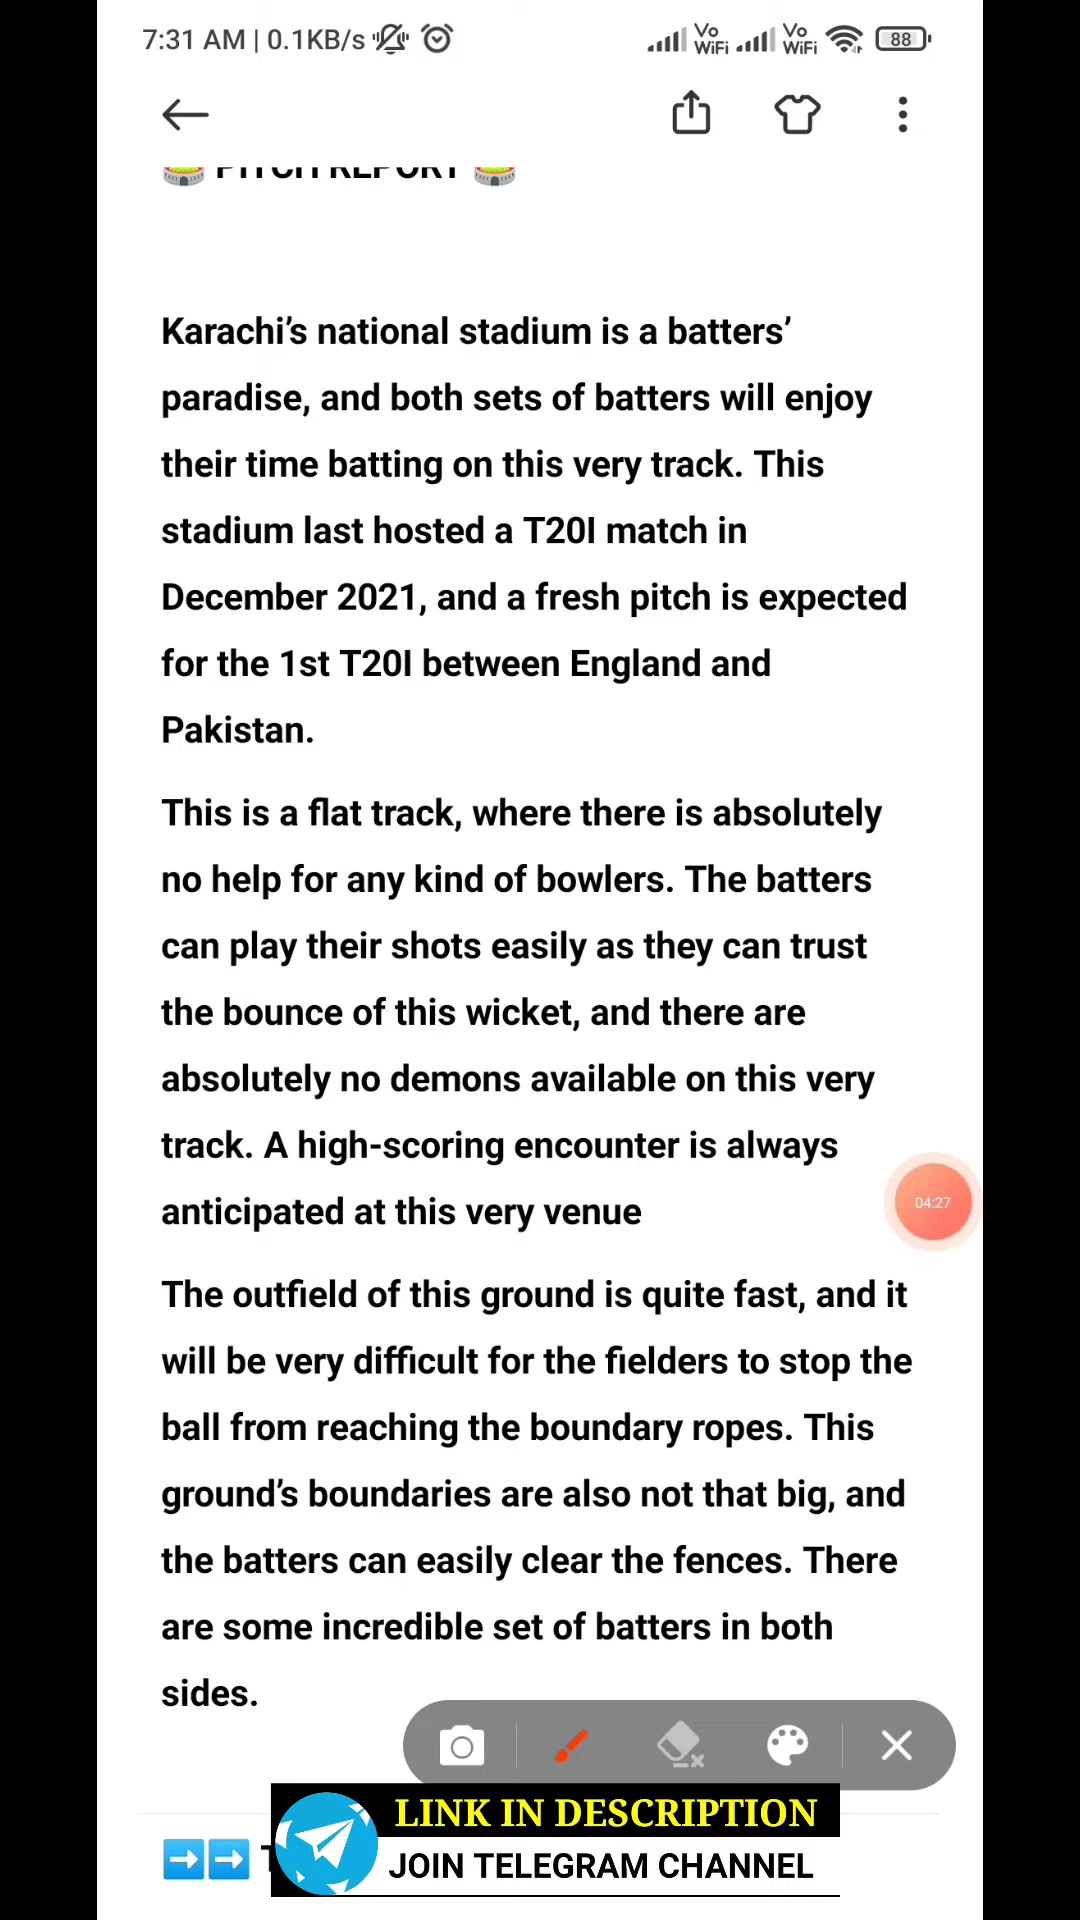 7:31 AM | 0.1KB/s
Vo WiFi Vo WiFi 88
PITCH REPORT
Karachi’s national stadium is a batters’
paradise, and both sets of batters will enjoy
their time batting on this very track. This
stadium last hosted a T20I match in
December 2021, and a fresh pitch is expected
for the 1st T20I between England and
Pakistan.
This is a flat track, where there is absolutely
no help for any kind of bowlers. The batters
can play their shots easily as they can trust
the bounce of this wicket, and there are
absolutely no demons available on this very
track. A high-scoring encounter is always
anticipated at this very venue
04:27
The outfield of this ground is quite fast, and it
will be very difficult for the fielders to stop the
ball from reaching the boundary ropes. This
ground’s boundaries are also not that big, and
the batters can easily clear the fences. There
are some incredible set of batters in both
sides.
LINK IN DESCRIPTION
JOIN TELEGRAM CHANNEL